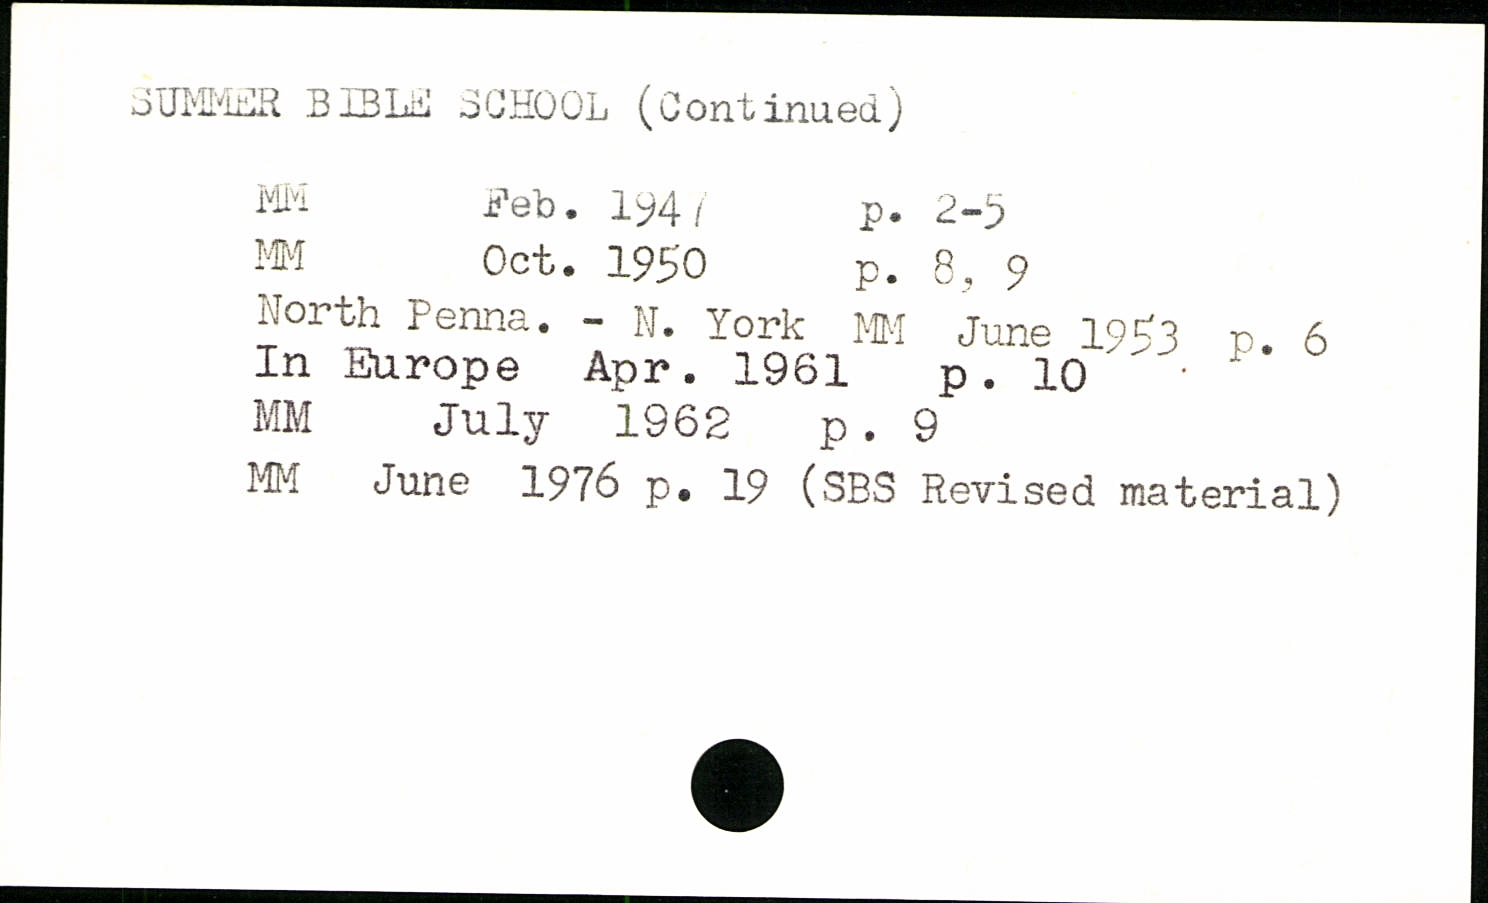 SUMMER BIBLE SCHOOL (Continued)
MM Feb. 1947 p. 2-5
MM Oct. 1950 p. 8, 9
North Penna. - N. York MM June 1953 p. 6
In Europe Apr. 1961 p. 10
MM July 1962 p. 9
MM June 1976 p. 19 (SBS Revised material)